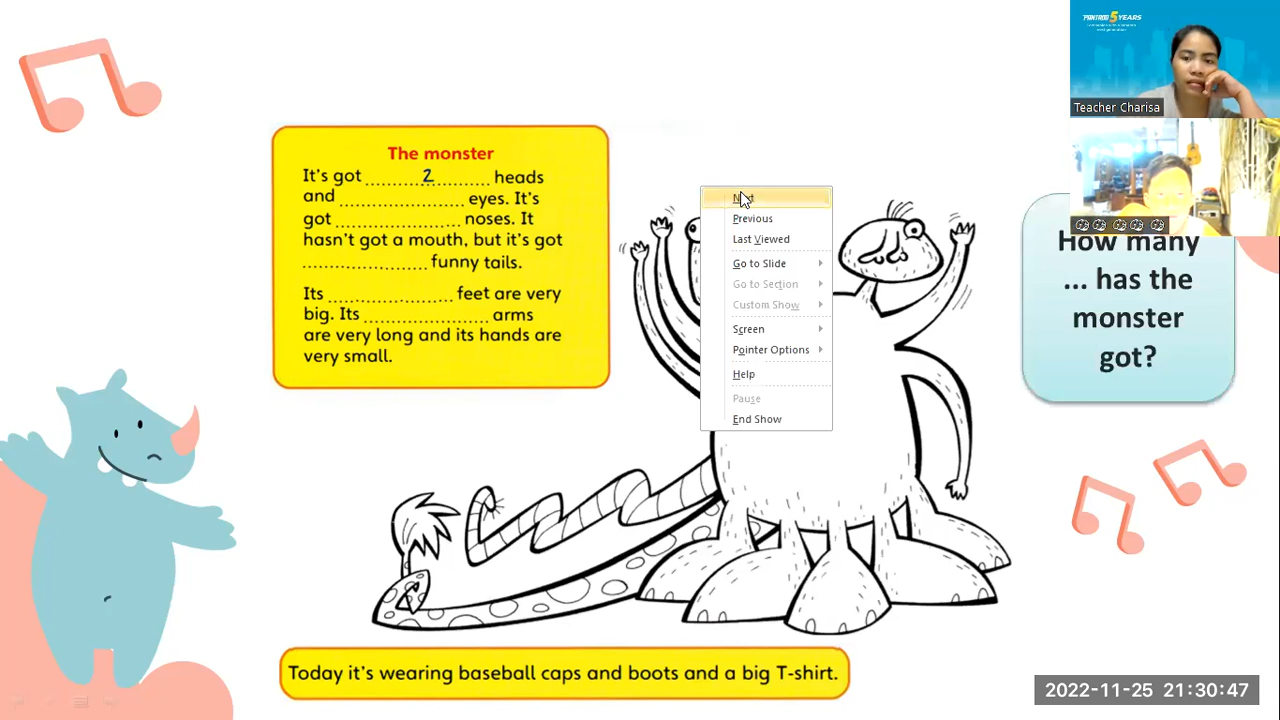 PANTROG 5 YEARS
Teacher Charisa
The monster
It's got ........2........ heads
and .................... eyes. It's
got .................... noses. It
hasn't got a mouth, but it's got
.................... funny tails.
Its .................... feet are very
big. Its .................... arms
are very long and its hands are
very small.
Previous
Last Viewed
Go to Slide
Go to Section
Custom Show
Screen
Pointer Options
Help
Pause
End Show
How many
... has the
monster
got?
Today it's wearing baseball caps and boots and a big T-shirt.
2022-11-25 21:30:47